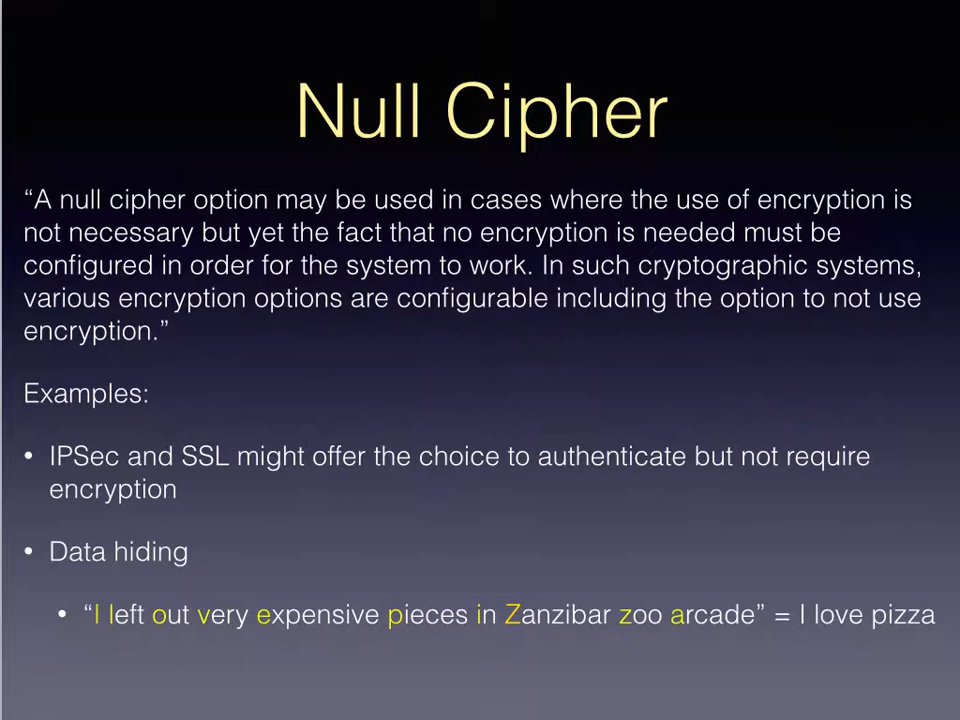 Null Cipher
“A null cipher option may be used in cases where the use of encryption is
not necessary but yet the fact that no encryption is needed must be
configured in order for the system to work. In such cryptographic systems,
various encryption options are configurable including the option to not use
encryption.”
Examples:
• IPSec and SSL might offer the choice to authenticate but not require
encryption
• Data hiding
• “I left out very expensive pieces in Zanzibar zoo arcade” = I love pizza